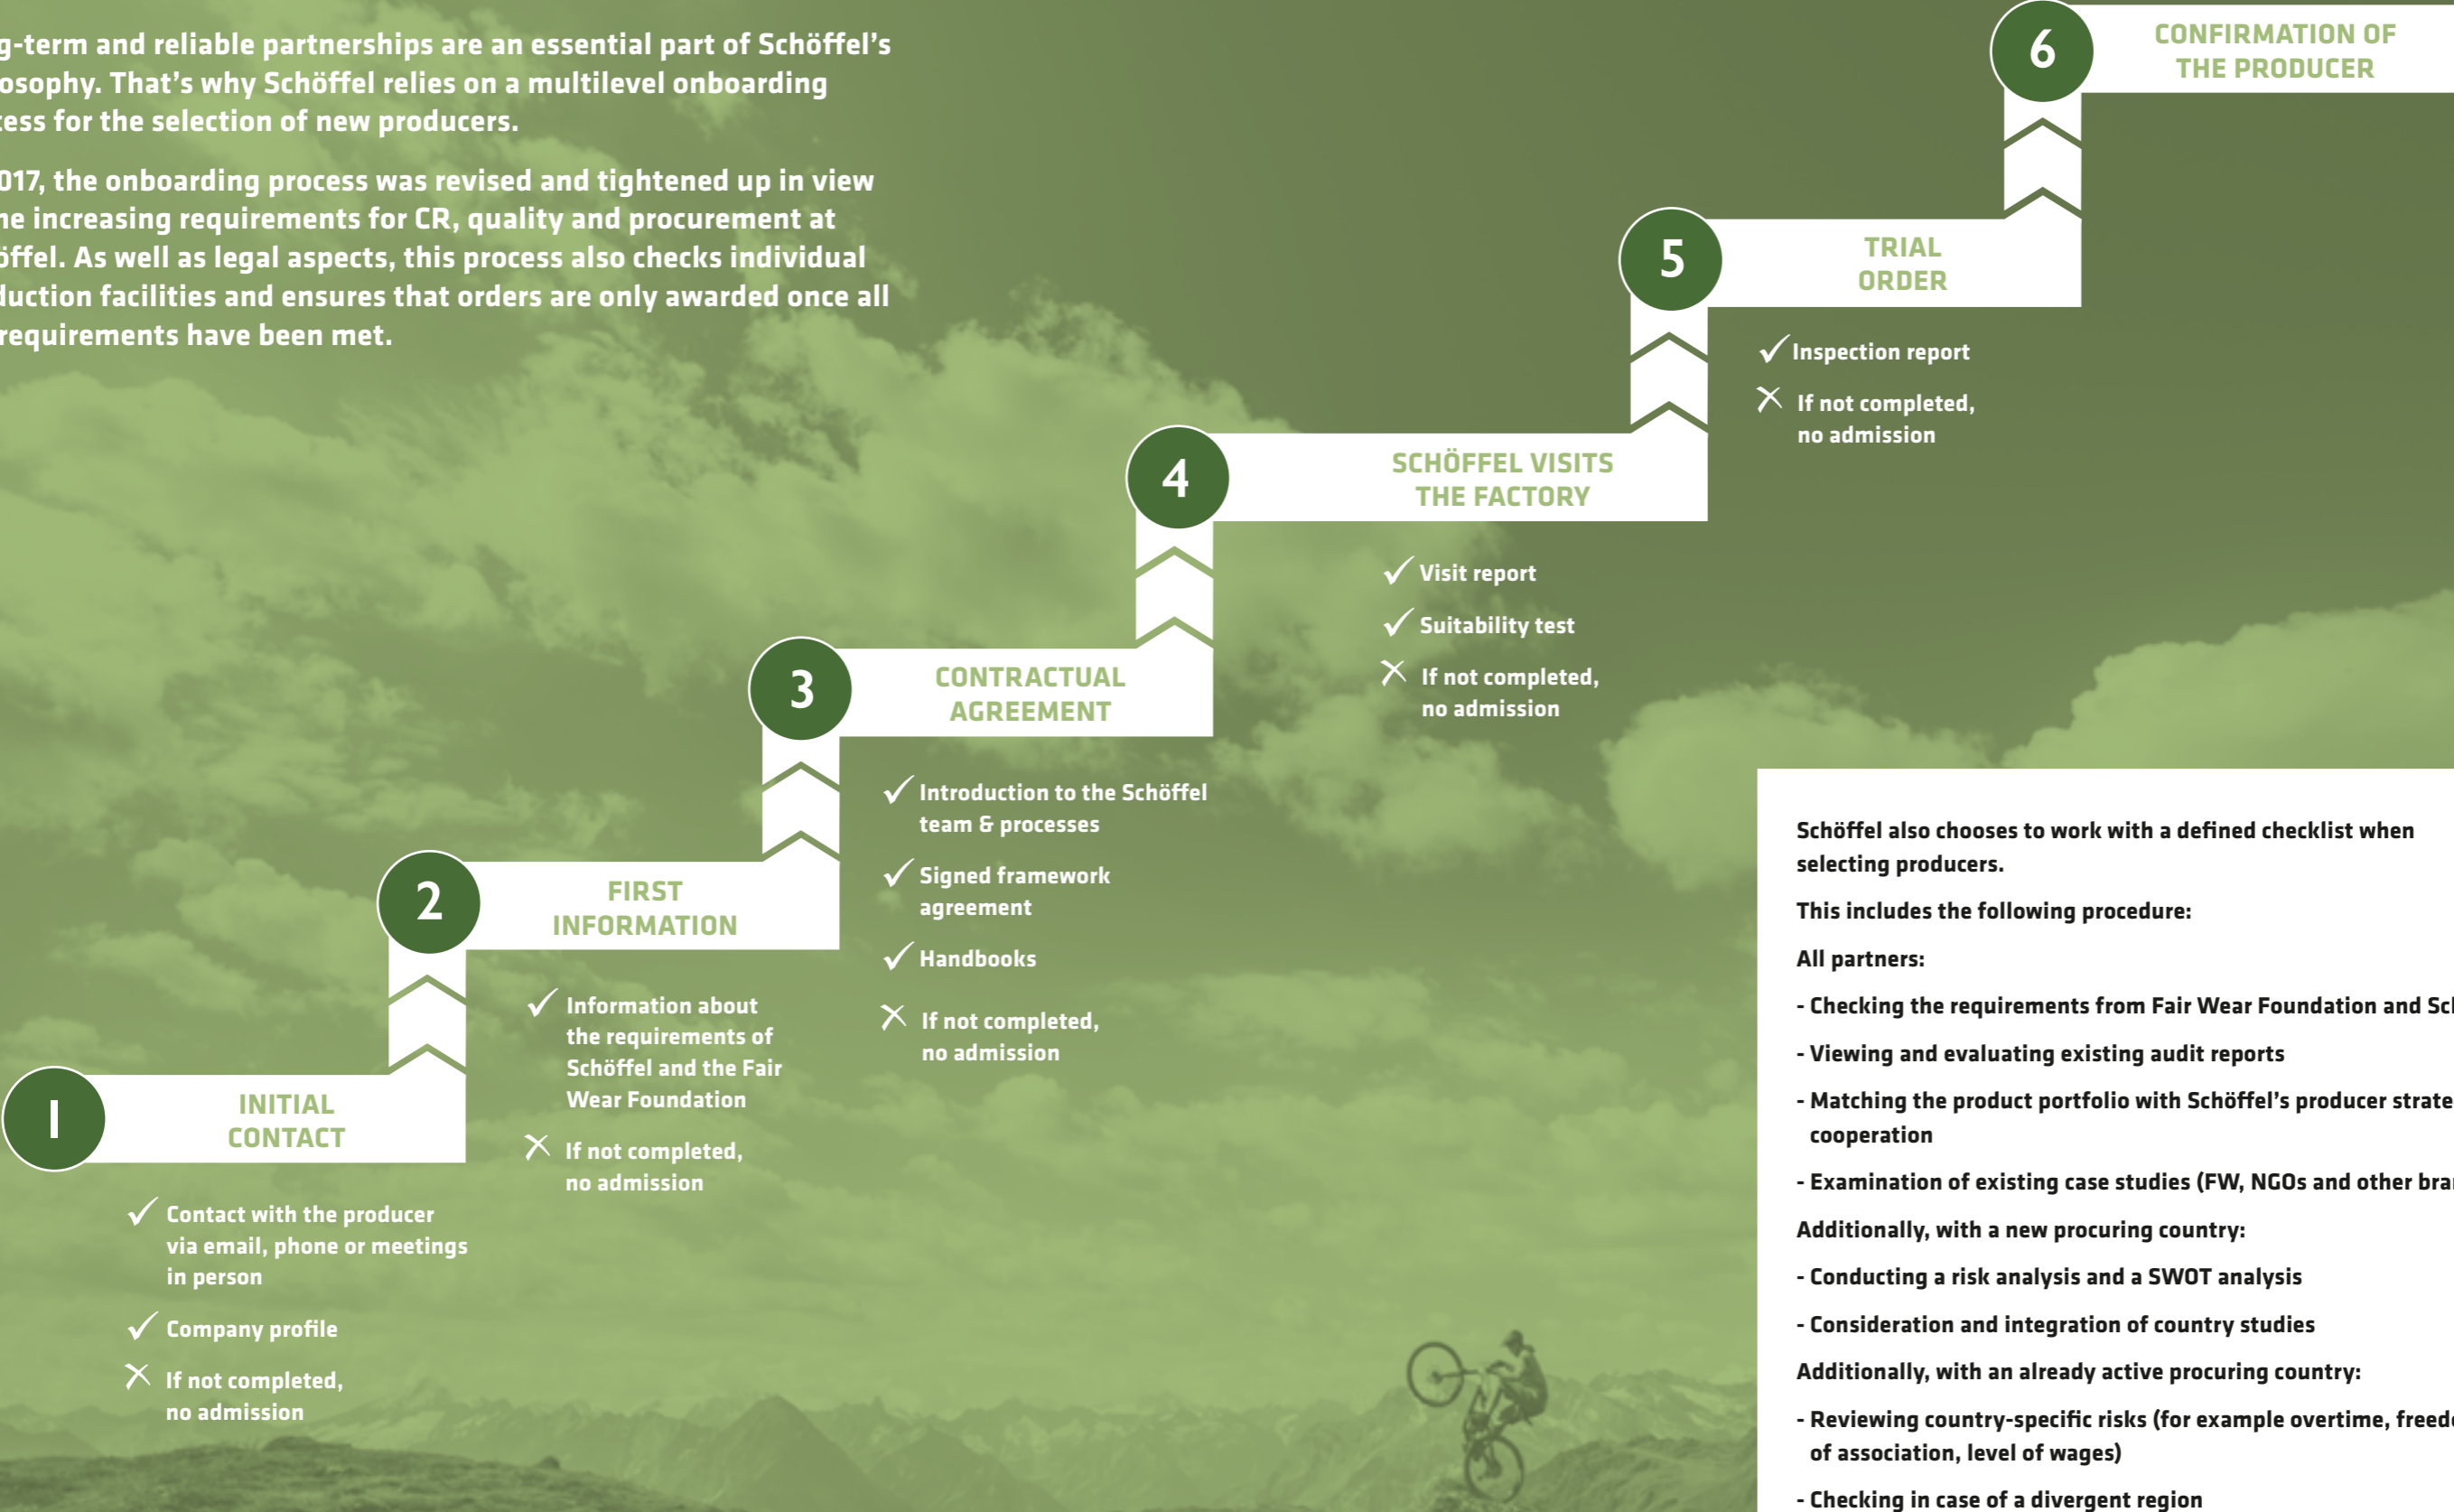 g-term and reliable partnerships are an essential part of Schöffel’s
osophy. That’s why Schöffel relies on a multilevel onboarding
cess for the selection of new producers.
017, the onboarding process was revised and tightened up in view
he increasing requirements for CR, quality and procurement at
öffel. As well as legal aspects, this process also checks individual
duction facilities and ensures that orders are only awarded once all
requirements have been met.
6
CONFIRMATION OF
THE PRODUCER
5
TRIAL
ORDER
✓ Inspection report
✗ If not completed,
no admission
4
SCHÖFFEL VISITS
THE FACTORY
✓ Visit report
✓ Suitability test
✗ If not completed,
no admission
3
CONTRACTUAL
AGREEMENT
✓ Introduction to the Schöffel
team & processes
✓ Signed framework
agreement
✓ Handbooks
✗ If not completed,
no admission
2
FIRST
INFORMATION
✓ Information about
the requirements of
Schöffel and the Fair
Wear Foundation
✗ If not completed,
no admission
1
INITIAL
CONTACT
✓ Contact with the producer
via email, phone or meetings
in person
✓ Company profile
✗ If not completed,
no admission
Schöffel also chooses to work with a defined checklist when
selecting producers.
This includes the following procedure:
All partners:
- Checking the requirements from Fair Wear Foundation and Sch
- Viewing and evaluating existing audit reports
- Matching the product portfolio with Schöffel’s producer strate
cooperation
- Examination of existing case studies (FW, NGOs and other bran
Additionally, with a new procuring country:
- Conducting a risk analysis and a SWOT analysis
- Consideration and integration of country studies
Additionally, with an already active procuring country:
- Reviewing country-specific risks (for example overtime, freed
of association, level of wages)
- Checking in case of a divergent region